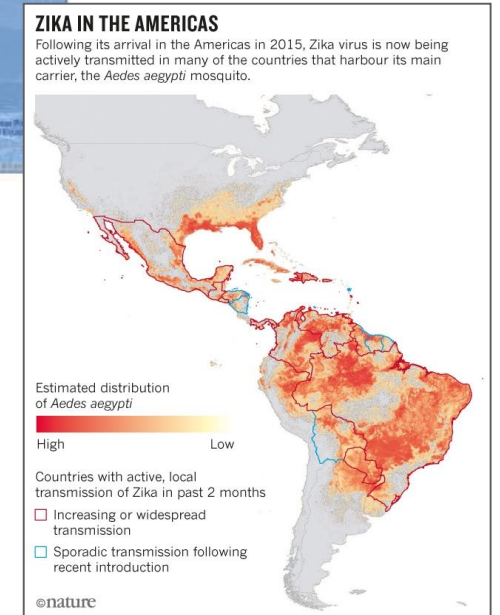 ZIKA IN THE AMERICAS
Following its arrival in the Americas in 2015, Zika virus is now being
actively transmitted in many of the countries that harbour its main
carrier, the Aedes aegypti mosquito.
Estimated distribution
of Aedes aegypti
High Low
Countries with active, local
transmission of Zika in past 2 months
Increasing or widespread
transmission
Sporadic transmission following
recent introduction
©nature